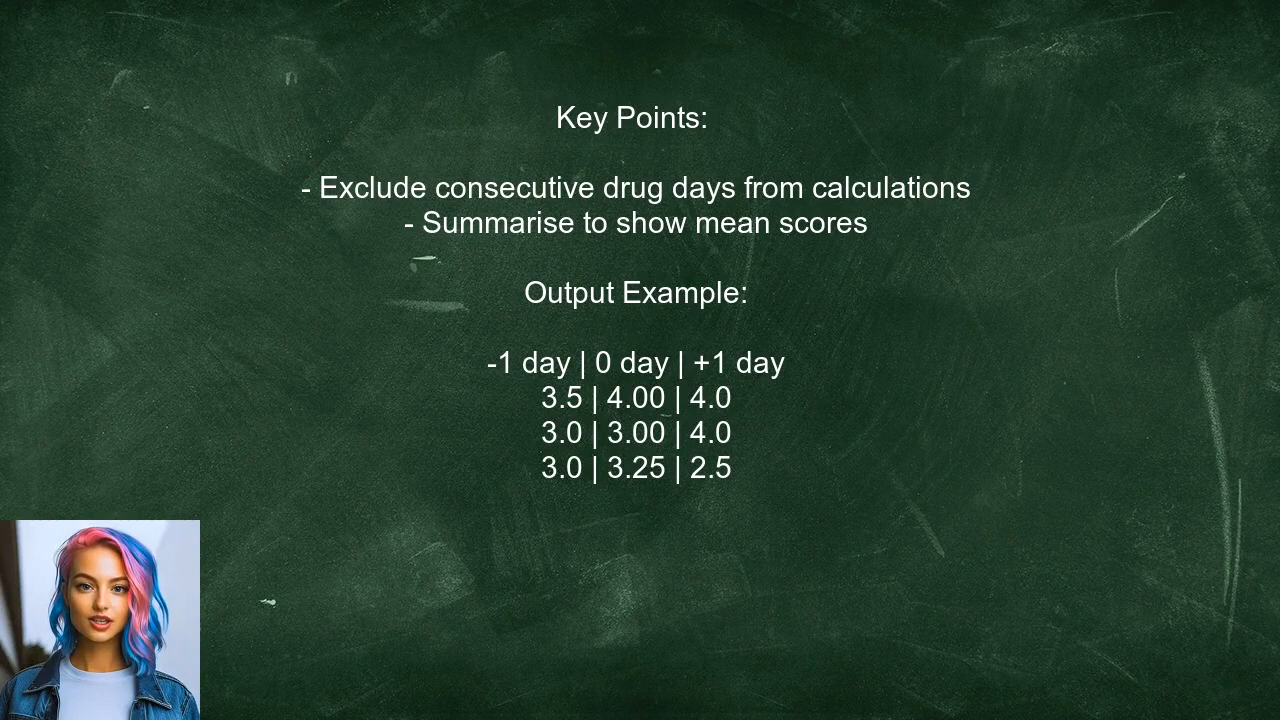 Key Points:
- Exclude consecutive drug days from calculations
- Summarise to show mean scores
Output Example:
-1 day | 0 day | +1 day
3.5 | 4.00 | 4.0
3.0 | 3.00 | 4.0
3.0 | 3.25 | 2.5